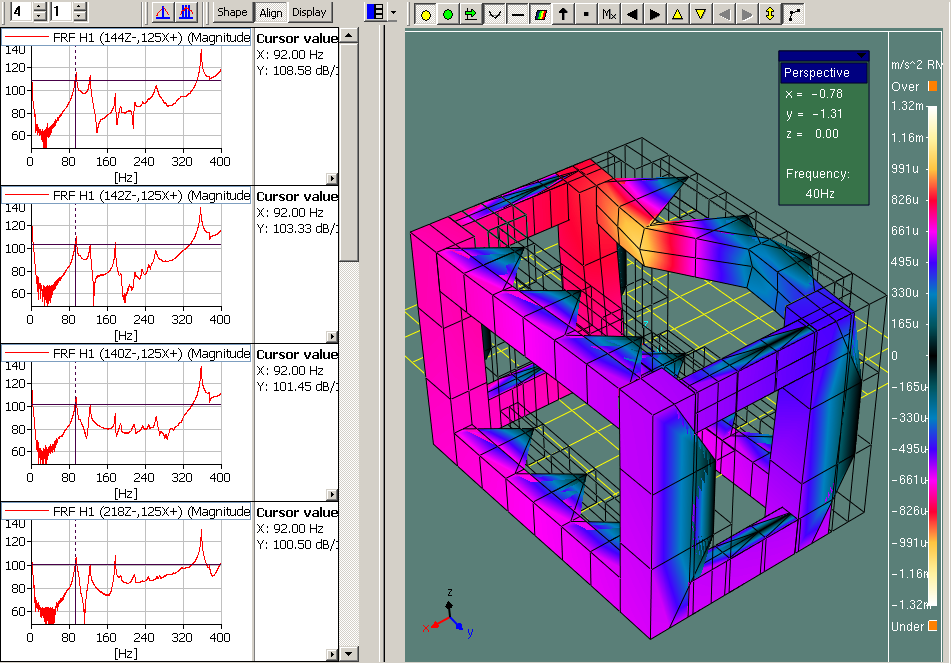 4 1 Shape Align Display Mx
FRF H1 (144Z-,125X+) (Magnitude
140
120
100
80
60
0 80 160 240 320 400
[Hz]
Cursor value
X: 92.00 Hz
Y: 108.58 dB/
FRF H1 (142Z-,125X+) (Magnitude
140
120
100
80
60
0 80 160 240 320 400
[Hz]
Cursor value
X: 92.00 Hz
Y: 103.33 dB/
FRF H1 (140Z-,125X+) (Magnitude
140
120
100
80
60
0 80 160 240 320 400
[Hz]
Cursor value
X: 92.00 Hz
Y: 101.45 dB/
FRF H1 (218Z-,125X+) (Magnitude
140
120
100
80
60
0 80 160 240 320 400
[Hz]
Cursor value
X: 92.00 Hz
Y: 100.50 dB/
Perspective
x = -0.78
y = -1.31
z = 0.00
Frequency:
40Hz
z
x
y
m/s^2 RM
Over
1.32m
1.16m
991u
826u
661u
495u
330u
165u
0
-165u
-330u
-495u
-661u
-826u
-991u
-1.16m
-1.32m
Under